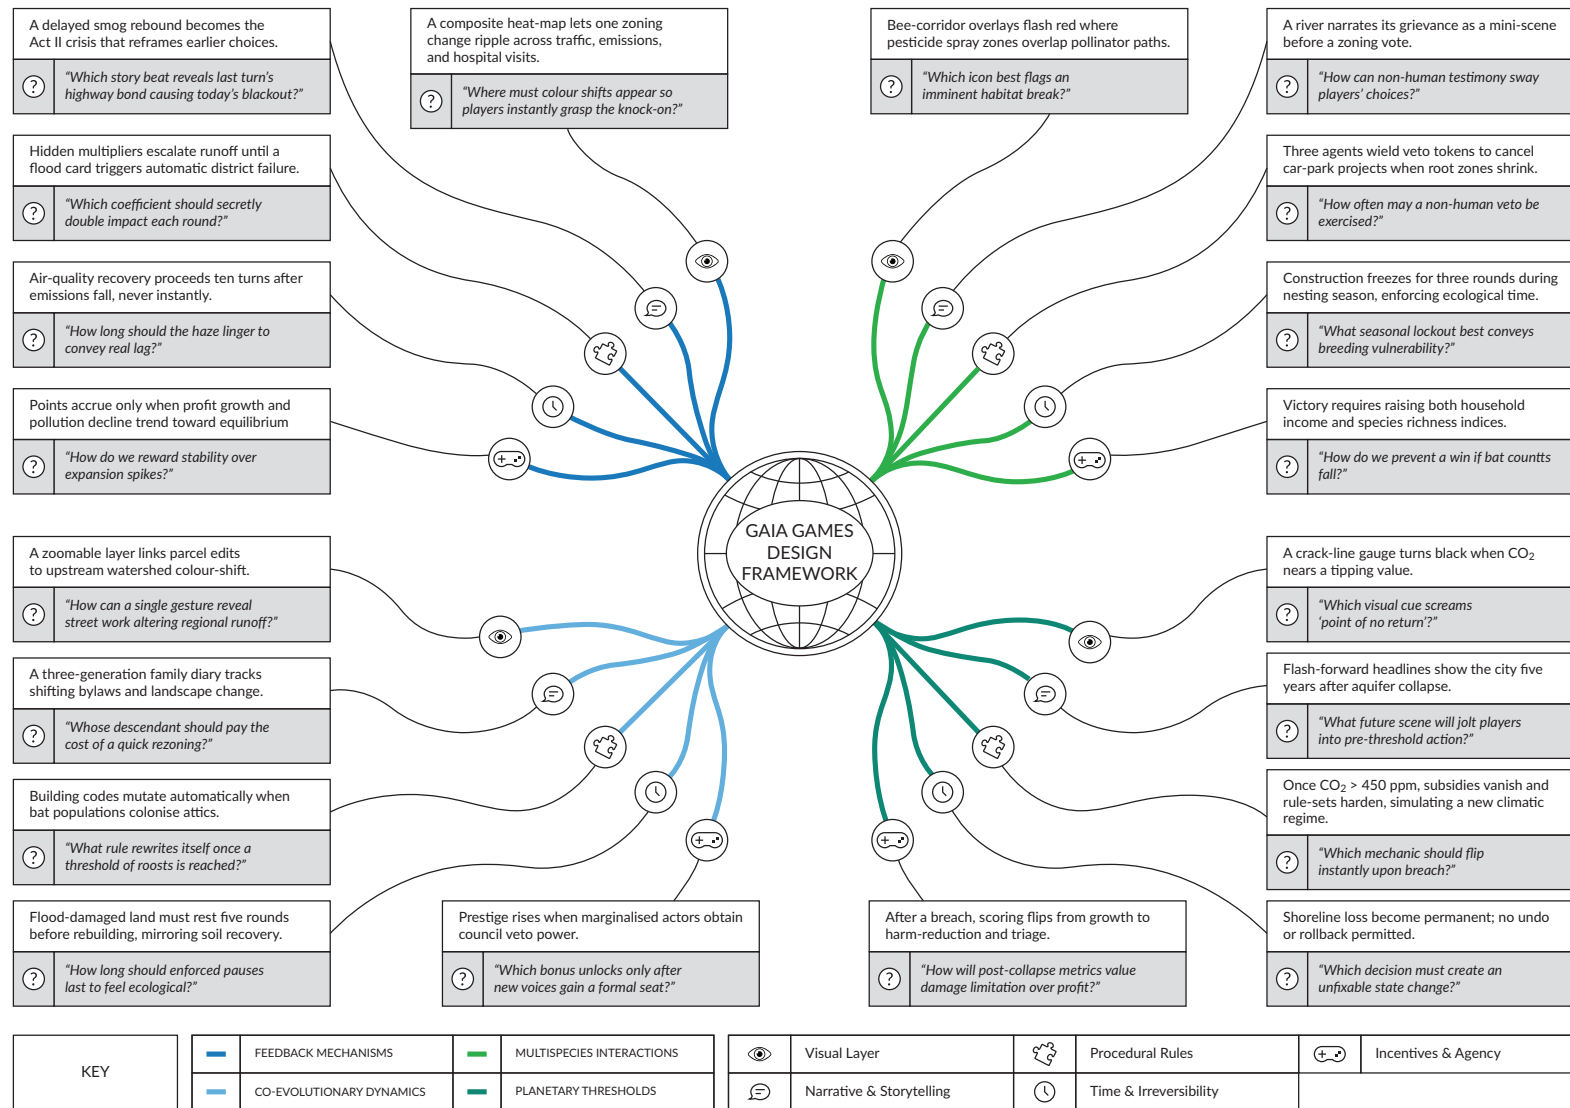 A delayed smog rebound becomes the
Act II crisis that reframes earlier choices.
?
“Which story beat reveals last turn’s
highway bond causing today’s blackout?”
A composite heat-map lets one zoning
change ripple across traffic, emissions,
and hospital visits.
?
“Where must colour shifts appear so
players instantly grasp the knock-on?”
Bee-corridor overlays flash red where
pesticide spray zones overlap pollinator paths.
?
“Which icon best flags an
imminent habitat break?”
A river narrates its grievance as a mini-scene
before a zoning vote.
?
“How can non-human testimony sway
players’ choices?”
Hidden multipliers escalate runoff until a
flood card triggers automatic district failure.
?
“Which coefficient should secretly
double impact each round?”
Three agents wield veto tokens to cancel
car-park projects when root zones shrink.
?
“How often may a non-human veto be
exercised?”
Air-quality recovery proceeds ten turns after
emissions fall, never instantly.
?
“How long should the haze linger to
convey real lag?”
Construction freezes for three rounds during
nesting season, enforcing ecological time.
?
“What seasonal lockout best conveys
breeding vulnerability?”
Points accrue only when profit growth and
pollution decline trend toward equilibrium
?
“How do we reward stability over
expansion spikes?”
Victory requires raising both household
income and species richness indices.
?
“How do we prevent a win if bat countts
fall?”
GAIA GAMES
DESIGN
FRAMEWORK
A zoomable layer links parcel edits
to upstream watershed colour-shift.
?
“How can a single gesture reveal
street work altering regional runoff?”
A crack-line gauge turns black when CO₂
nears a tipping value.
?
“Which visual cue screams
‘point of no return’?”
A three-generation family diary tracks
shifting bylaws and landscape change.
?
“Whose descendant should pay the
cost of a quick rezoning?”
Flash-forward headlines show the city five
years after aquifer collapse.
?
“What future scene will jolt players
into pre-threshold action?”
Building codes mutate automatically when
bat populations colonise attics.
?
“What rule rewrites itself once a
threshold of roosts is reached?”
Once CO₂ > 450 ppm, subsidies vanish and
rule-sets harden, simulating a new climatic
regime.
?
“Which mechanic should flip
instantly upon breach?”
Flood-damaged land must rest five rounds
before rebuilding, mirroring soil recovery.
?
“How long should enforced pauses
last to feel ecological?”
Prestige rises when marginalised actors obtain
council veto power.
?
“Which bonus unlocks only after
new voices gain a formal seat?”
After a breach, scoring flips from growth to
harm-reduction and triage.
?
“How will post-collapse metrics value
damage limitation over profit?”
Shoreline loss become permanent; no undo
or rollback permitted.
?
“Which decision must create an
unfixable state change?”
KEY
FEEDBACK MECHANISMS
MULTISPECIES INTERACTIONS
CO-EVOLUTIONARY DYNAMICS
PLANETARY THRESHOLDS
Visual Layer
Procedural Rules
Incentives & Agency
Narrative & Storytelling
Time & Irreversibility